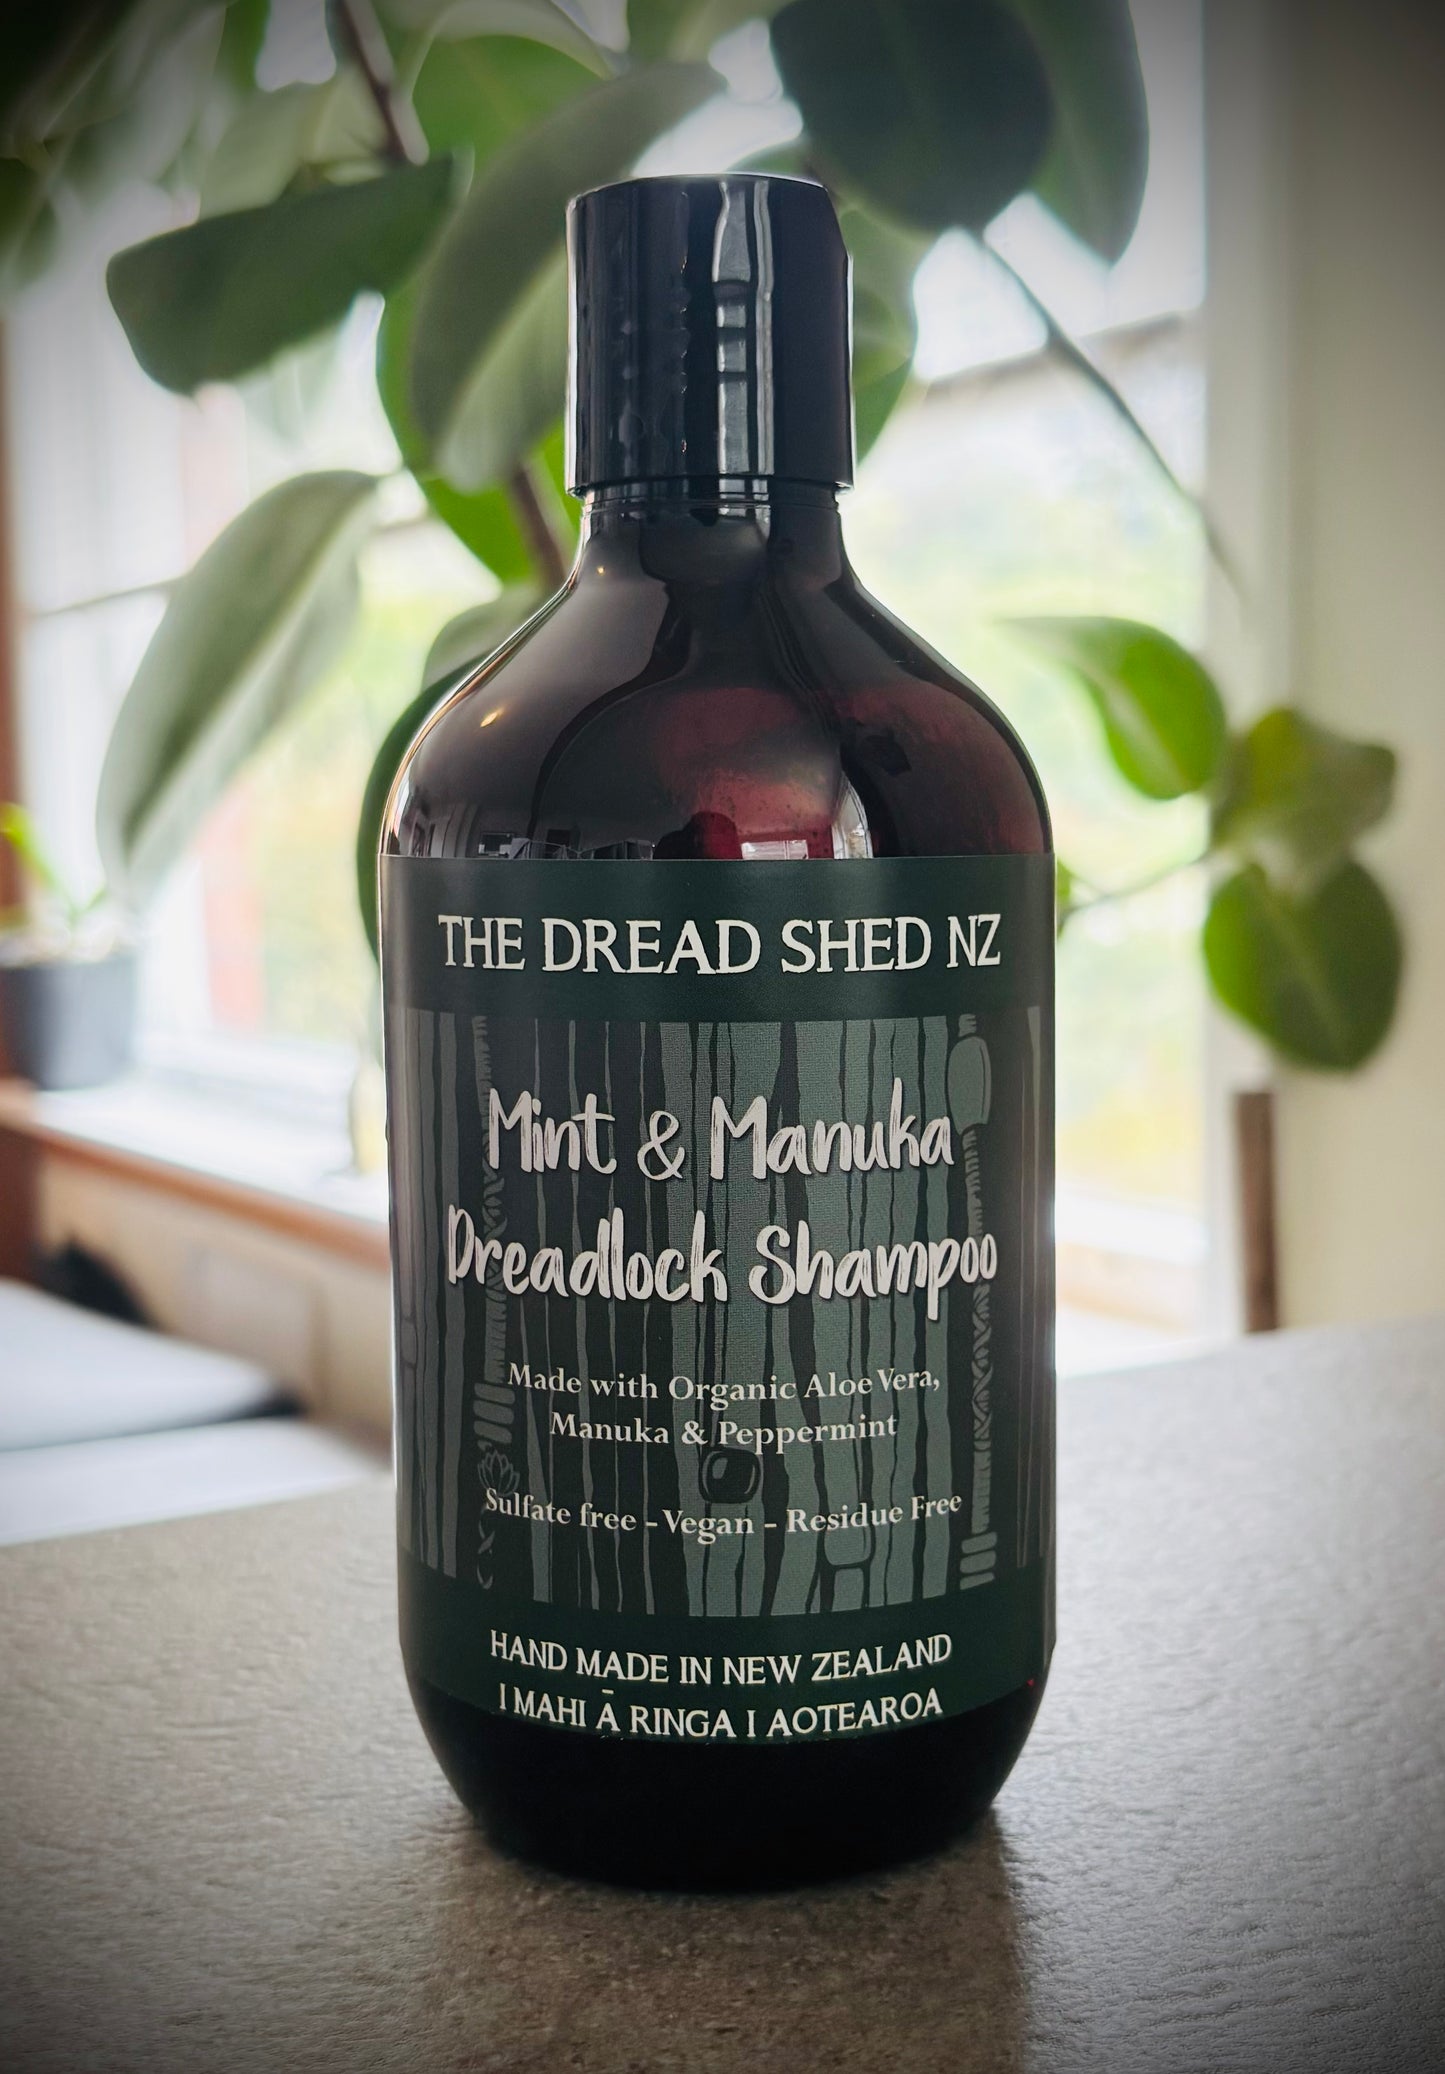 THE DREAD SHED NZ
Mint & Manuka
Dreadlock Shampoo
Made with Organic Aloe Vera,
Manuka & Peppermint
Sulfate free - Vegan - Residue Free
HAND MADE IN NEW ZEALAND
I MAHI Ā RINGA I AOTEAROA